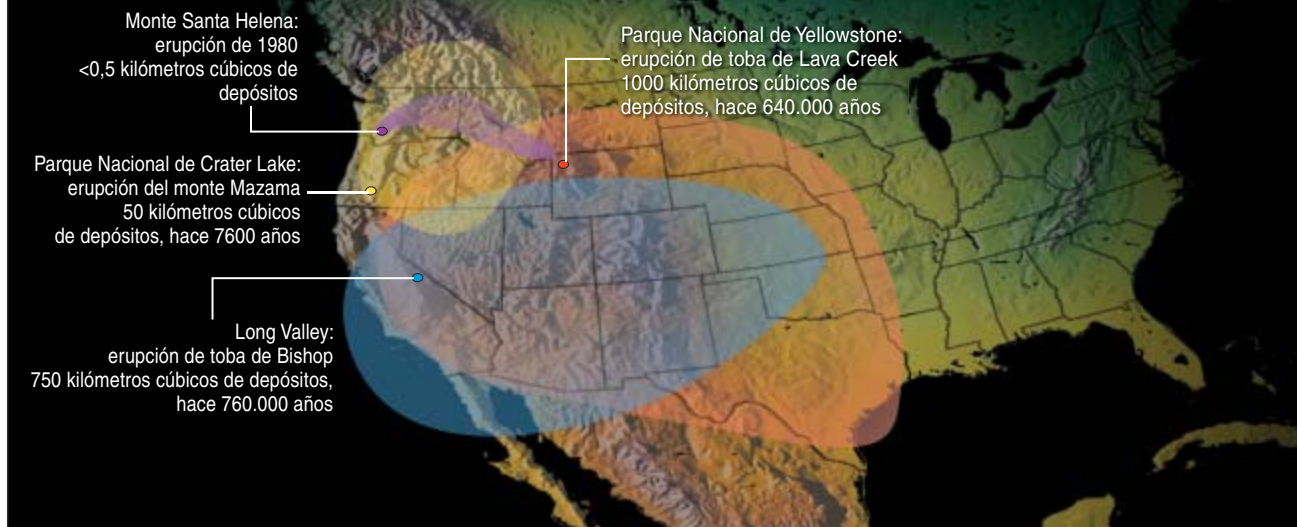 Monte Santa Helena:
erupción de 1980
<0,5 kilómetros cúbicos de
depósitos
Parque Nacional de Yellowstone:
erupción de toba de Lava Creek
1000 kilómetros cúbicos de
depósitos, hace 640.000 años
Parque Nacional de Crater Lake:
erupción del monte Mazama
50 kilómetros cúbicos
de depósitos, hace 7600 años
Long Valley:
erupción de toba de Bishop
750 kilómetros cúbicos de depósitos,
hace 760.000 años